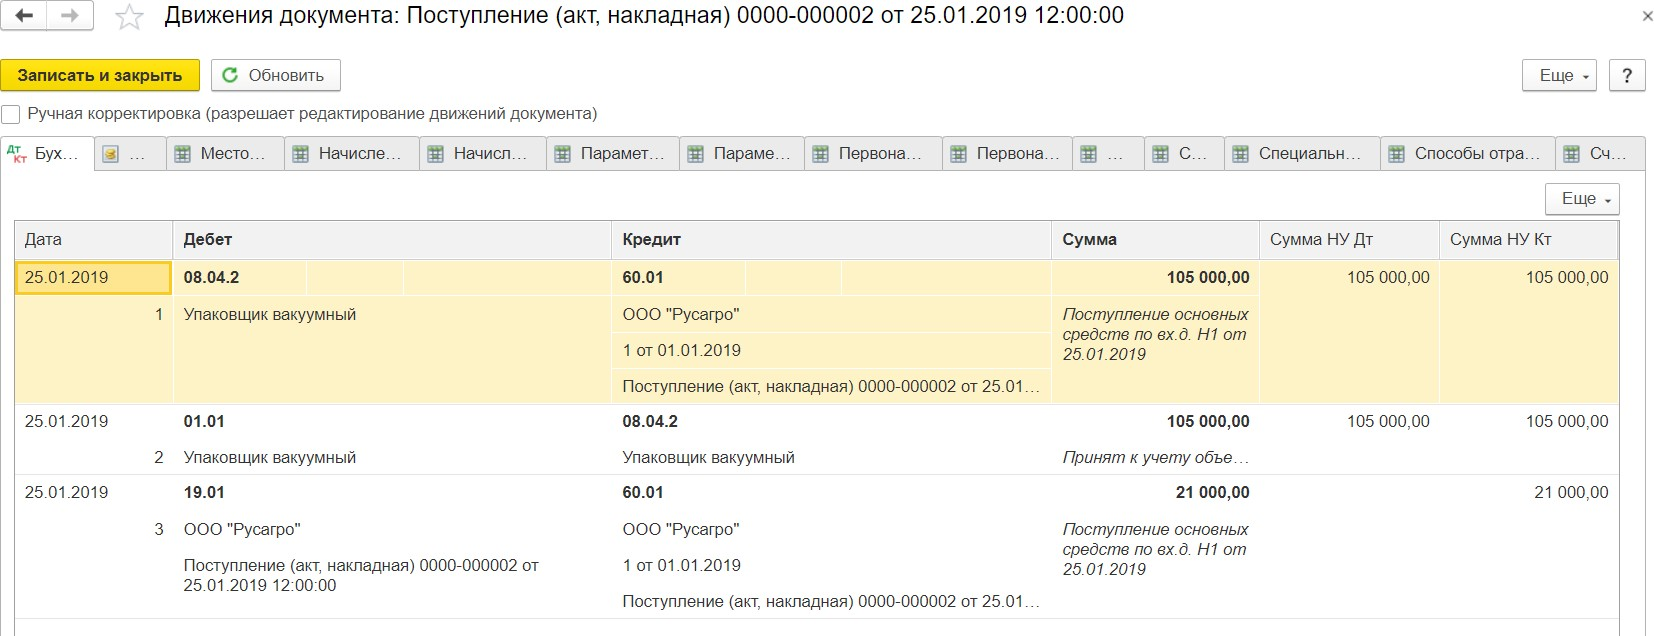 Движения документа: Поступление (акт, накладная) 0000-000002 от 25.01.2019 12:00:00
Записать и закрыть Обновить Еще ?
Ручная корректировка (разрешает редактирование движений документа)
Дт Кт Бух... ... Место... Начисле... Начисл... Парамет... Параме... Первона... Первона... ... С... Специальн... Способы отра... Сч...
Еще
Дата Дебет Кредит Сумма Сумма НУ Дт Сумма НУ Кт
25.01.2019 08.04.2 60.01 105 000,00 105 000,00 105 000,00
1 Упаковщик вакуумный ООО "Русагро" Поступление основных
средств по вх.д. Н1 от
1 от 01.01.2019
25.01.2019
Поступление (акт, накладная) 0000-000002 от 25.01...
25.01.2019 01.01 08.04.2 105 000,00 105 000,00 105 000,00
2 Упаковщик вакуумный Упаковщик вакуумный Принят к учету объе...
25.01.2019 19.01 60.01 21 000,00 21 000,00
3 ООО "Русагро" ООО "Русагро" Поступление основных
средств по вх.д. Н1 от
Поступление (акт, накладная) 0000-000002 от 1 от 01.01.2019
25.01.2019
25.01.2019 12:00:00
Поступление (акт, накладная) 0000-000002 от 25.01...